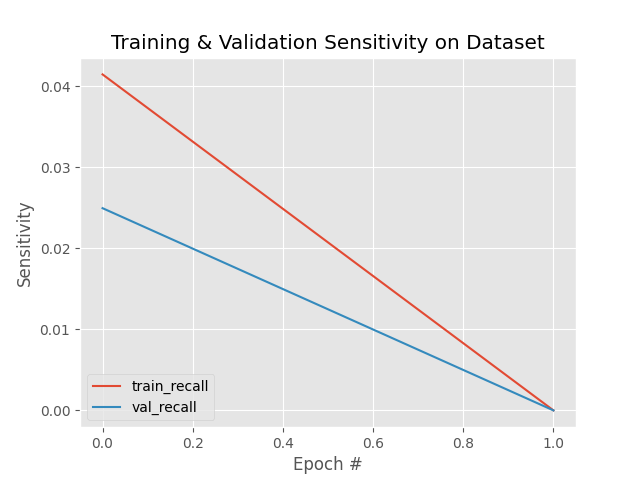 Training & Validation Sensitivity on Dataset
Sensitivity
0.04
0.03
0.02
0.01
0.00
train_recall
val_recall
0.0 0.2 0.4 0.6 0.8 1.0
Epoch #